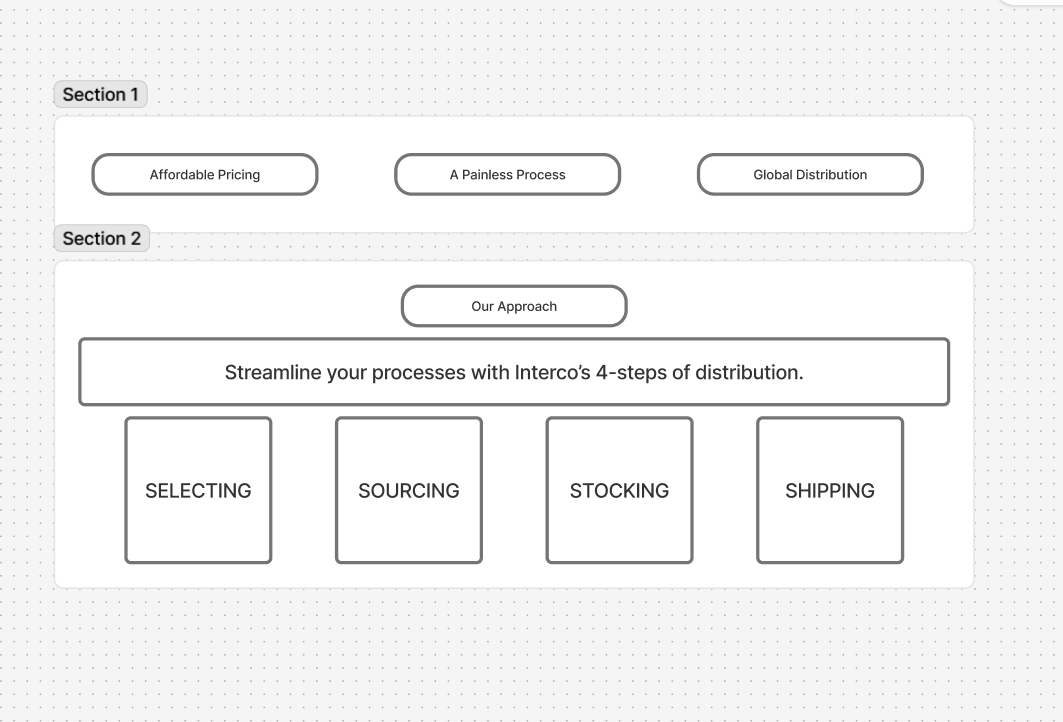 Section 1
Affordable Pricing
A Painless Process
Global Distribution
Section 2
Our Approach
Streamline your processes with Interco’s 4-steps of distribution.
SELECTING
SOURCING
STOCKING
SHIPPING